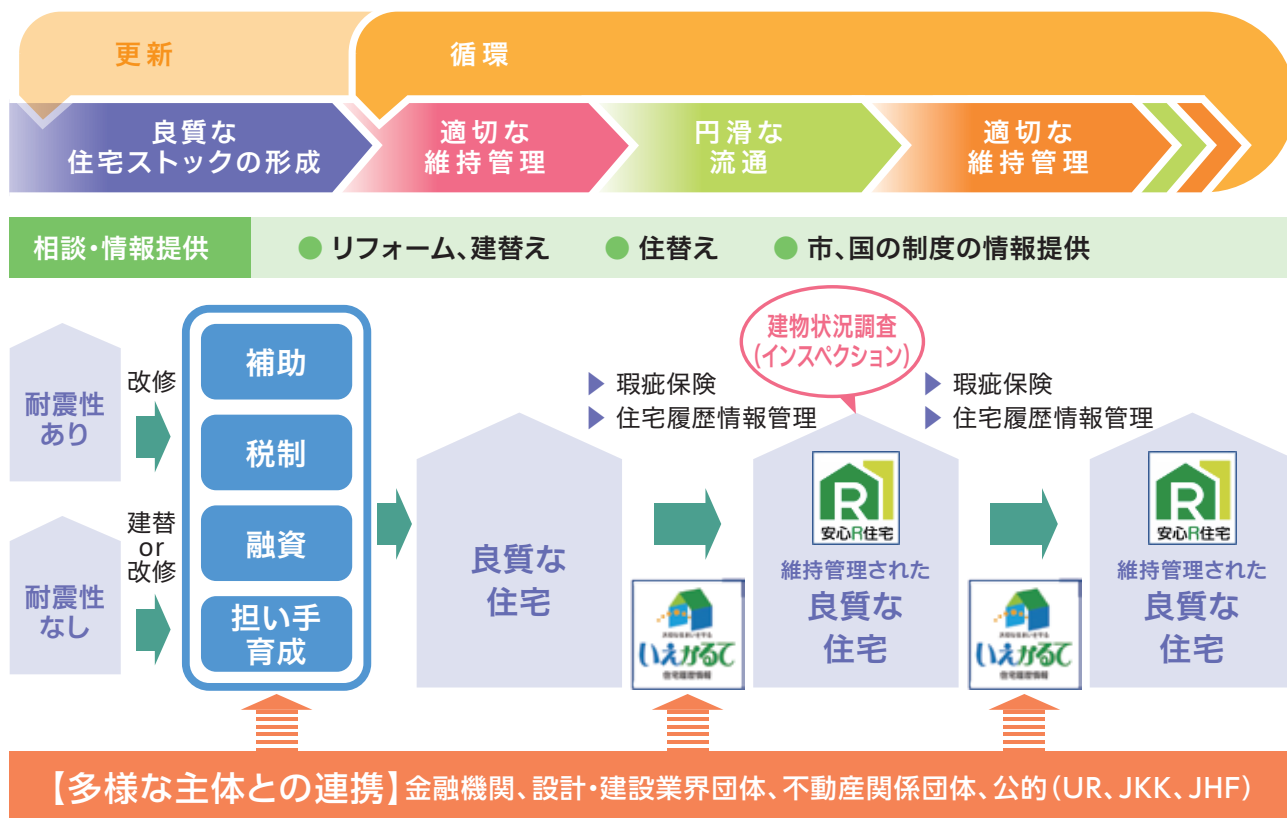 更新
循環
良質な
住宅ストックの形成
適切な
維持管理
円滑な
流通
適切な
維持管理
相談・情報提供
● リフォーム、建替え
● 住替え
● 市、国の制度の情報提供
建物状況調査
(インスペクション)
耐震性
あり
改修
耐震性
なし
建替
or
改修
補助
税制
融資
担い手
育成
良質な
住宅
▶ 瑕疵保険
▶ 住宅履歴情報管理
いえかるて
住宅履歴情報
R
安心R住宅
維持管理された
良質な
住宅
▶ 瑕疵保険
▶ 住宅履歴情報管理
いえかるて
住宅履歴情報
R
安心R住宅
維持管理された
良質な
住宅
【多様な主体との連携】金融機関、設計・建設業界団体、不動産関係団体、公的(UR、JKK、JHF)